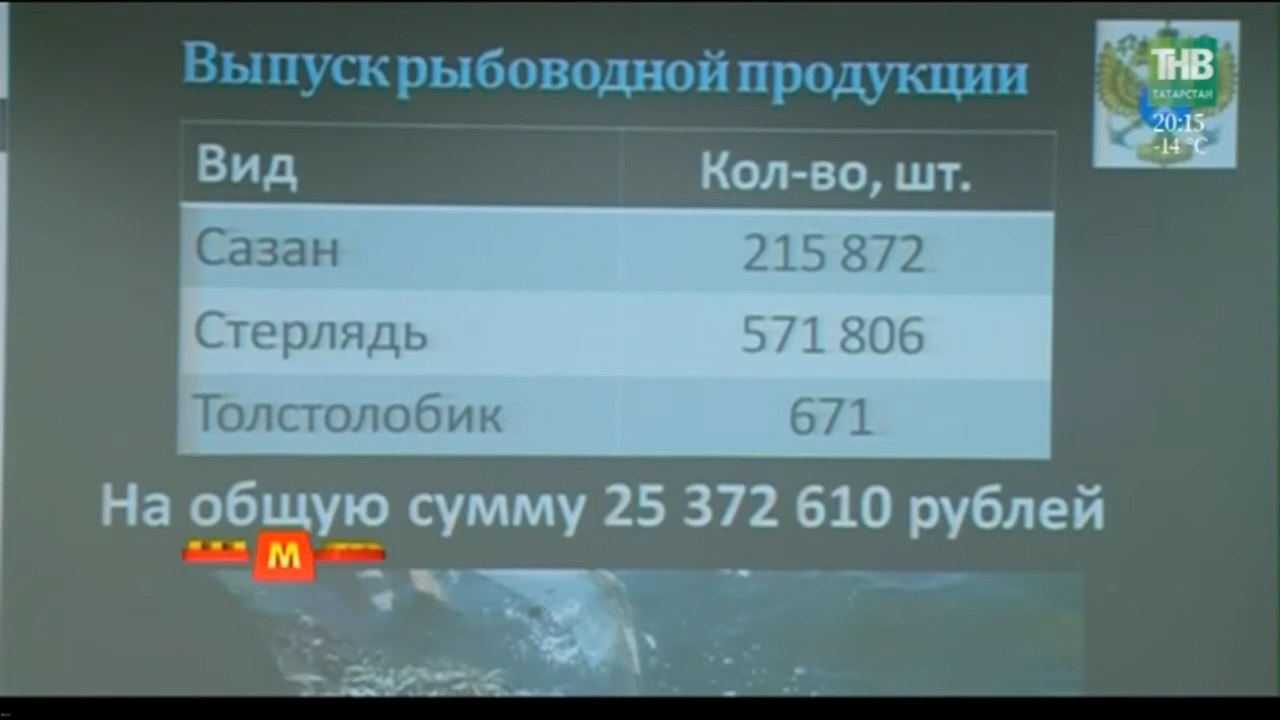 Выпуск рыбоводной продукции
ТНВ
ТАТАРСТАН
20:15
-14 °C
Вид Кол-во, шт.
Сазан 215 872
Стерлядь 571 806
Толстолобик 671
На общую сумму 25 372 610 рублей
М